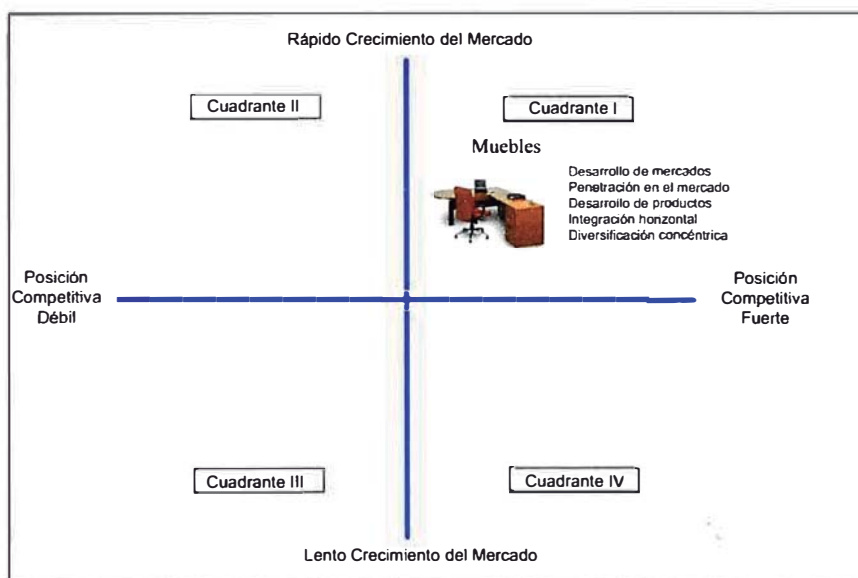 Rápido Crecimiento del Mercado
Cuadrante II
Cuadrante I
Muebles
Desarrollo de mercados
Penetración en el mercado
Desarrollo de productos
Integración honzontal
Diversificación concéntrica
Posición
Competitiva
Débil
Posición
Competitiva
Fuerte
Cuadrante III
Cuadrante IV
Lento Crecimiento del Mercado